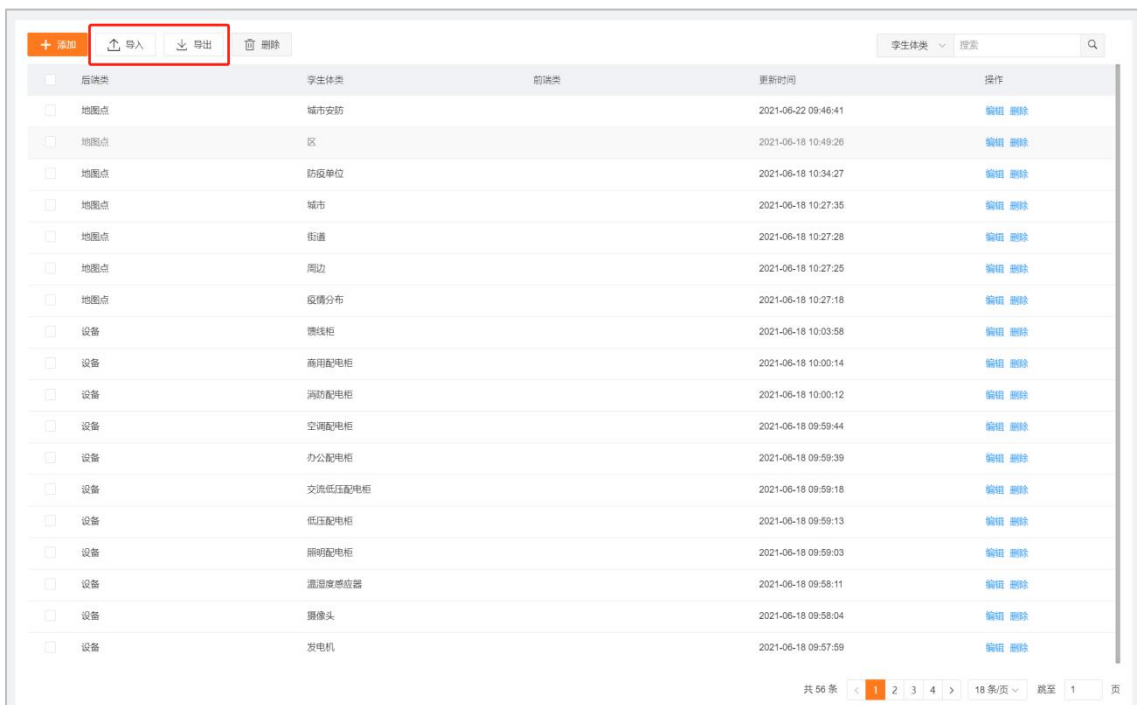 添加 导入 导出 删除 孪生体类 搜索
后端类 孪生体类 前端类 更新时间 操作
地图点 城市安防 2021-06-22 09:46:41 编辑 删除
地图点 区 2021-06-18 10:49:26 编辑 删除
地图点 防疫单位 2021-06-18 10:34:27 编辑 删除
地图点 城市 2021-06-18 10:27:35 编辑 删除
地图点 街道 2021-06-18 10:27:28 编辑 删除
地图点 周边 2021-06-18 10:27:25 编辑 删除
地图点 疫情分布 2021-06-18 10:27:18 编辑 删除
设备 馈线柜 2021-06-18 10:03:58 编辑 删除
设备 商用配电柜 2021-06-18 10:00:14 编辑 删除
设备 消防配电柜 2021-06-18 10:00:12 编辑 删除
设备 空调配电柜 2021-06-18 09:59:44 编辑 删除
设备 办公配电柜 2021-06-18 09:59:39 编辑 删除
设备 交流低压配电柜 2021-06-18 09:59:18 编辑 删除
设备 低压配电柜 2021-06-18 09:59:13 编辑 删除
设备 照明配电柜 2021-06-18 09:59:03 编辑 删除
设备 温湿度感应器 2021-06-18 09:58:11 编辑 删除
设备 摄像头 2021-06-18 09:58:04 编辑 删除
设备 发电机 2021-06-18 09:57:59 编辑 删除
共 56 条 < 1 2 3 4 > 18 条/页 跳至 1 页